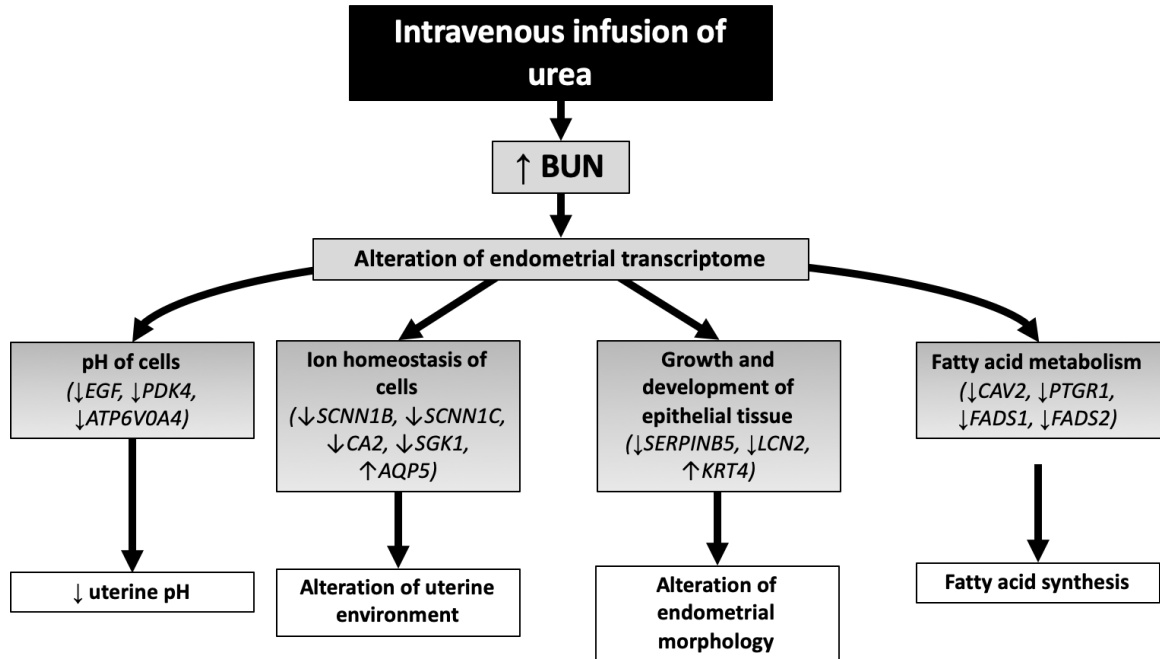 Intravenous infusion of
urea
↑ BUN
Alteration of endometrial transcriptome
pH of cells
(↓EGF, ↓PDK4,
↓ATP6V0A4)
Ion homeostasis of
cells
(↓SCNN1B, ↓SCNN1C,
↓CA2, ↓SGK1,
↑AQP5)
Growth and
development of
epithelial tissue
(↓SERPINB5, ↓LCN2,
↑KRT4)
Fatty acid metabolism
(↓CAV2, ↓PTGR1,
↓FADS1, ↓FADS2)
↓ uterine pH
Alteration of uterine
environment
Alteration of
endometrial
morphology
Fatty acid synthesis